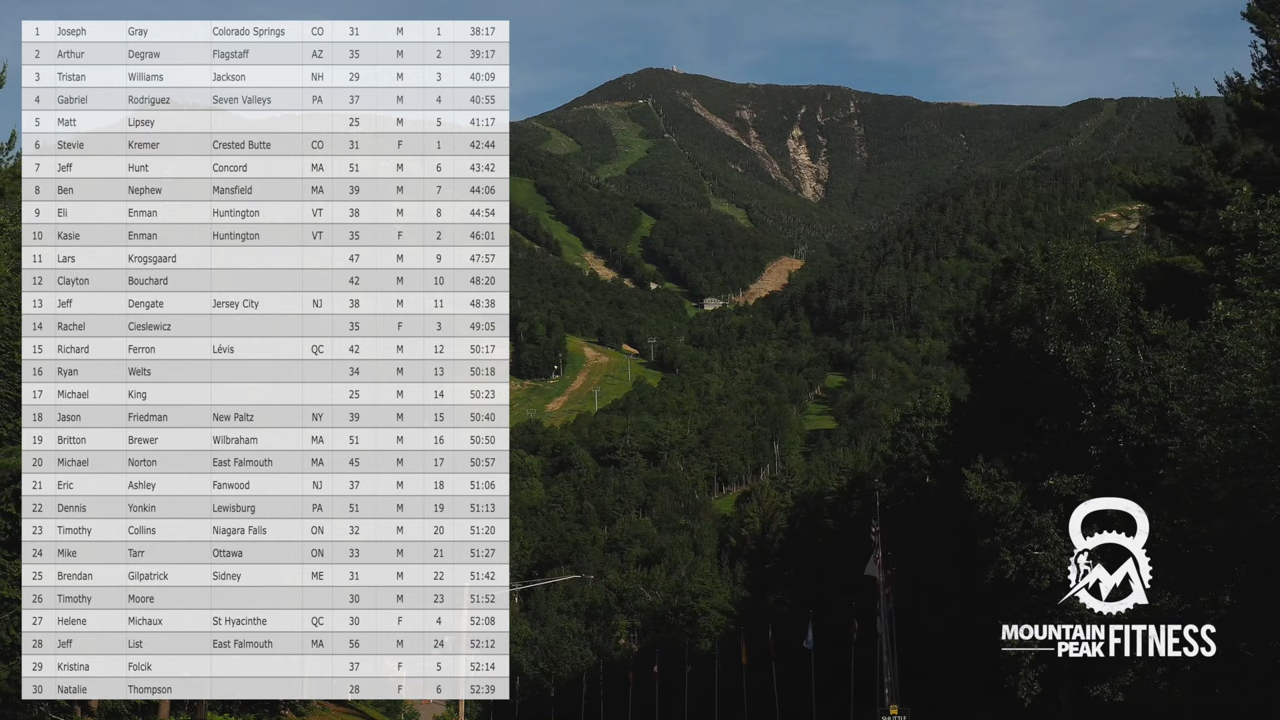 1 Joseph Gray Colorado Springs CO 31 M 1 38:17
2 Arthur Degraw Flagstaff AZ 35 M 2 39:17
3 Tristan Williams Jackson NH 29 M 3 40:09
4 Gabriel Rodriguez Seven Valleys PA 37 M 4 40:55
5 Matt Lipsey 25 M 5 41:17
6 Stevie Kremer Crested Butte CO 31 F 1 42:44
7 Jeff Hunt Concord MA 51 M 6 43:42
8 Ben Nephew Mansfield MA 39 M 7 44:06
9 Eli Enman Huntington VT 38 M 8 44:54
10 Kasie Enman Huntington VT 35 F 2 46:01
11 Lars Krogsgaard 47 M 9 47:57
12 Clayton Bouchard 42 M 10 48:20
13 Jeff Dengate Jersey City NJ 38 M 11 48:38
14 Rachel Cieslewicz 35 F 3 49:05
15 Richard Ferron Lévis QC 42 M 12 50:17
16 Ryan Welts 34 M 13 50:18
17 Michael King 25 M 14 50:23
18 Jason Friedman New Paltz NY 39 M 15 50:40
19 Britton Brewer Wilbraham MA 51 M 16 50:50
20 Michael Norton East Falmouth MA 45 M 17 50:57
21 Eric Ashley Fanwood NJ 37 M 18 51:06
22 Dennis Yonkin Lewisburg PA 51 M 19 51:13
23 Timothy Collins Niagara Falls ON 32 M 20 51:20
24 Mike Tarr Ottawa ON 33 M 21 51:27
25 Brendan Gilpatrick Sidney ME 31 M 22 51:42
26 Timothy Moore 30 M 23 51:52
27 Helene Michaux St Hyacinthe QC 30 F 4 52:08
28 Jeff List East Falmouth MA 56 M 24 52:12
29 Kristina Folcik 37 F 5 52:14
30 Natalie Thompson 28 F 6 52:39
MOUNTAIN PEAK FITNESS
SHUTTLE